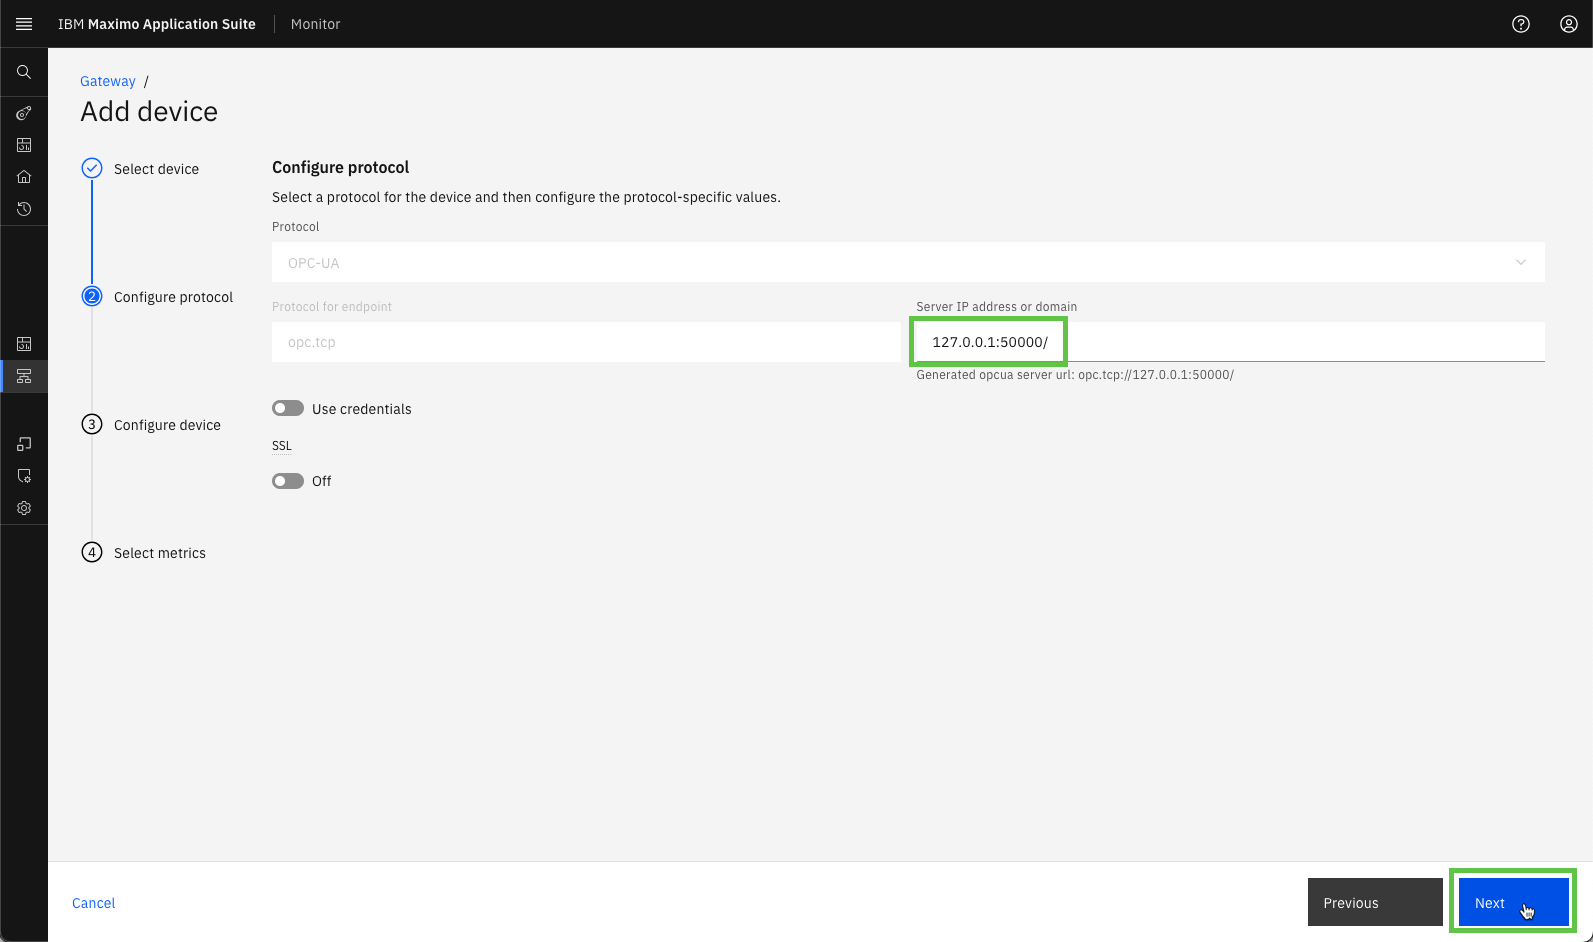 IBM Maximo Application Suite Monitor
Gateway /
Add device
Select device
2 Configure protocol
3 Configure device
4 Select metrics
Configure protocol
Select a protocol for the device and then configure the protocol-specific values.
Protocol
OPC-UA
Protocol for endpoint
opc.tcp
Server IP address or domain
127.0.0.1:50000/
Generated opcua server url: opc.tcp://127.0.0.1:50000/
Use credentials
SSL
Off
Cancel
Previous
Next